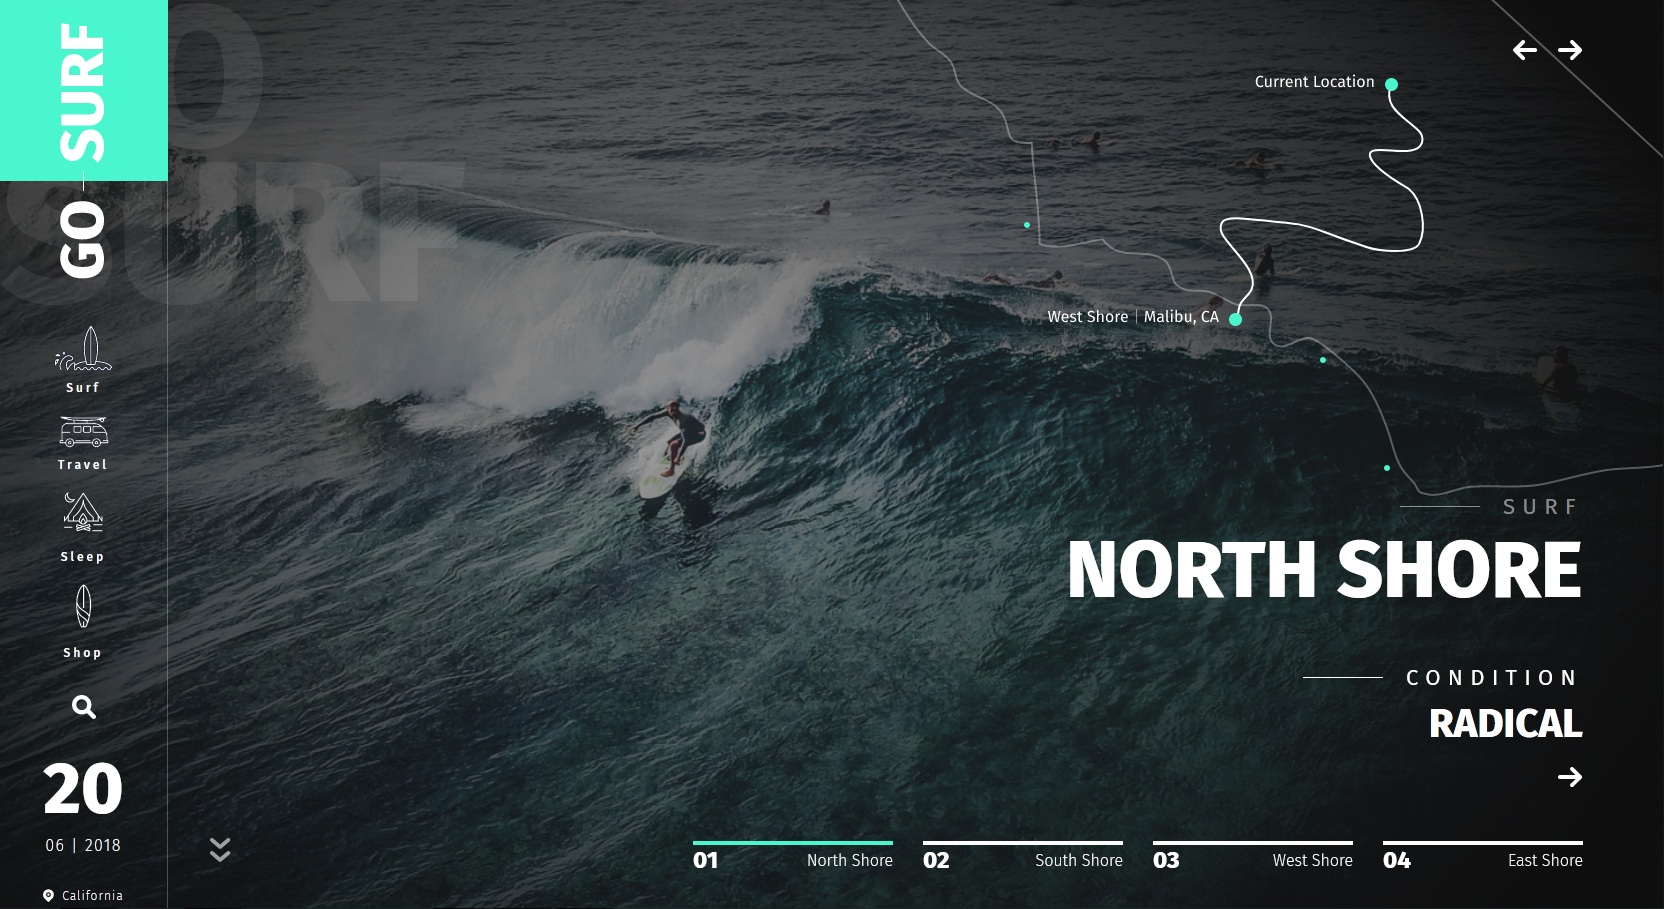 GO — SURF
GO
SURF
Surf
Travel
Sleep
Shop
20
06 | 2018
California
Current Location
West Shore | Malibu, CA
SURF
NORTH SHORE
CONDITION
RADICAL
01 North Shore
02 South Shore
03 West Shore
04 East Shore